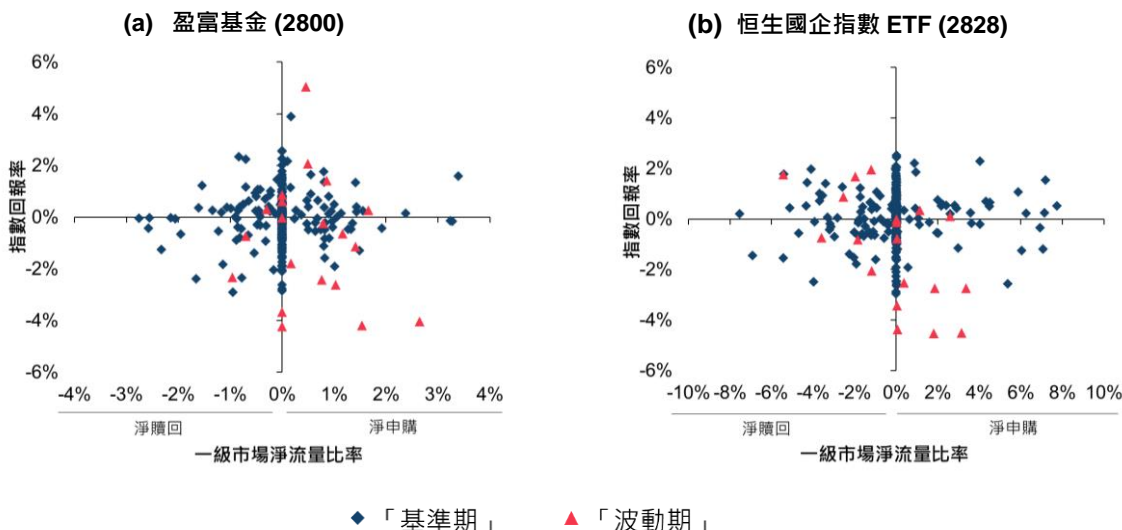 (a) 盈富基金 (2800)
6%
4%
2%
0%
-2%
-4%
-6%
指數回報率
-4% -3% -2% -1% 0% 1% 2% 3% 4%
淨贖回 淨申購
一級市場淨流量比率
(b) 恒生國企指數 ETF (2828)
6%
4%
2%
0%
-2%
-4%
-6%
指數回報率
-10% -8% -6% -4% -2% 0% 2% 4% 6% 8% 10%
淨贖回 淨申購
一級市場淨流量比率
「基準期」 「波動期」